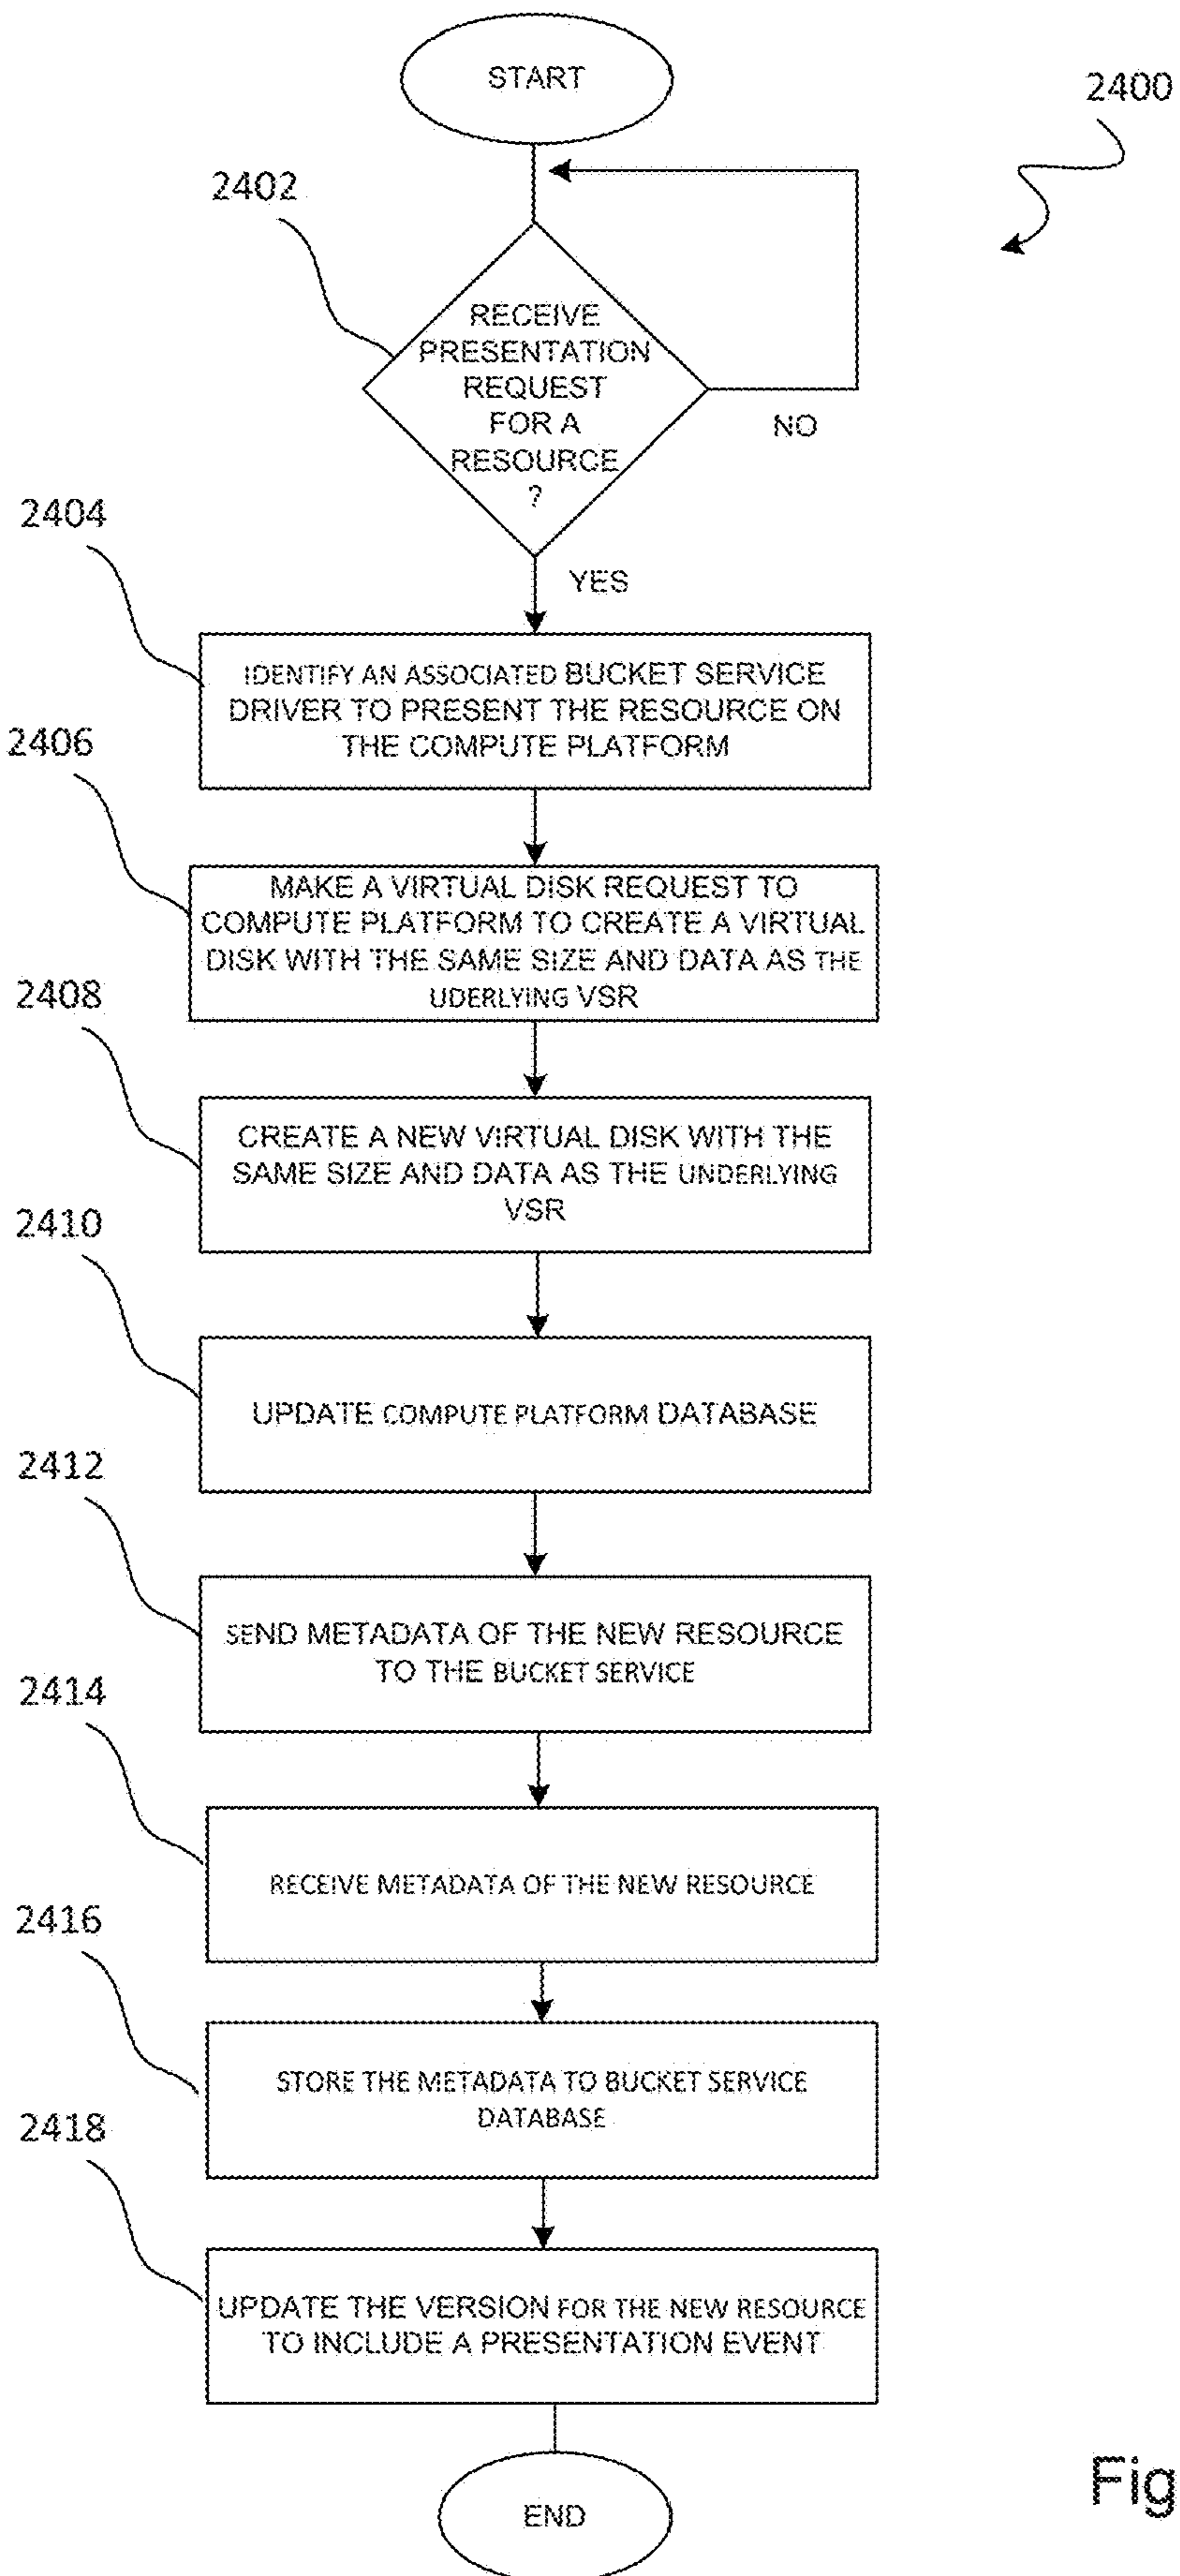 START
2400
2402
RECEIVE
PRESENTATION
REQUEST
FOR A
RESOURCE
?
NO
2404
YES
IDENTIFY AN ASSOCIATED BUCKET SERVICE
DRIVER TO PRESENT THE RESOURCE ON
THE COMPUTE PLATFORM
2406
MAKE A VIRTUAL DISK REQUEST TO
COMPUTE PLATFORM TO CREATE A VIRTUAL
DISK WITH THE SAME SIZE AND DATA AS THE
UDERLYING VSR
2408
CREATE A NEW VIRTUAL DISK WITH THE
SAME SIZE AND DATA AS THE UNDERLYING
VSR
2410
UPDATE COMPUTE PLATFORM DATABASE
2412
SEND METADATA OF THE NEW RESOURCE
TO THE BUCKET SERVICE
2414
RECEIVE METADATA OF THE NEW RESOURCE
2416
STORE THE METADATA TO BUCKET SERVICE
DATABASE
2418
UPDATE THE VERSION FOR THE NEW RESOURCE
TO INCLUDE A PRESENTATION EVENT
END
Fig